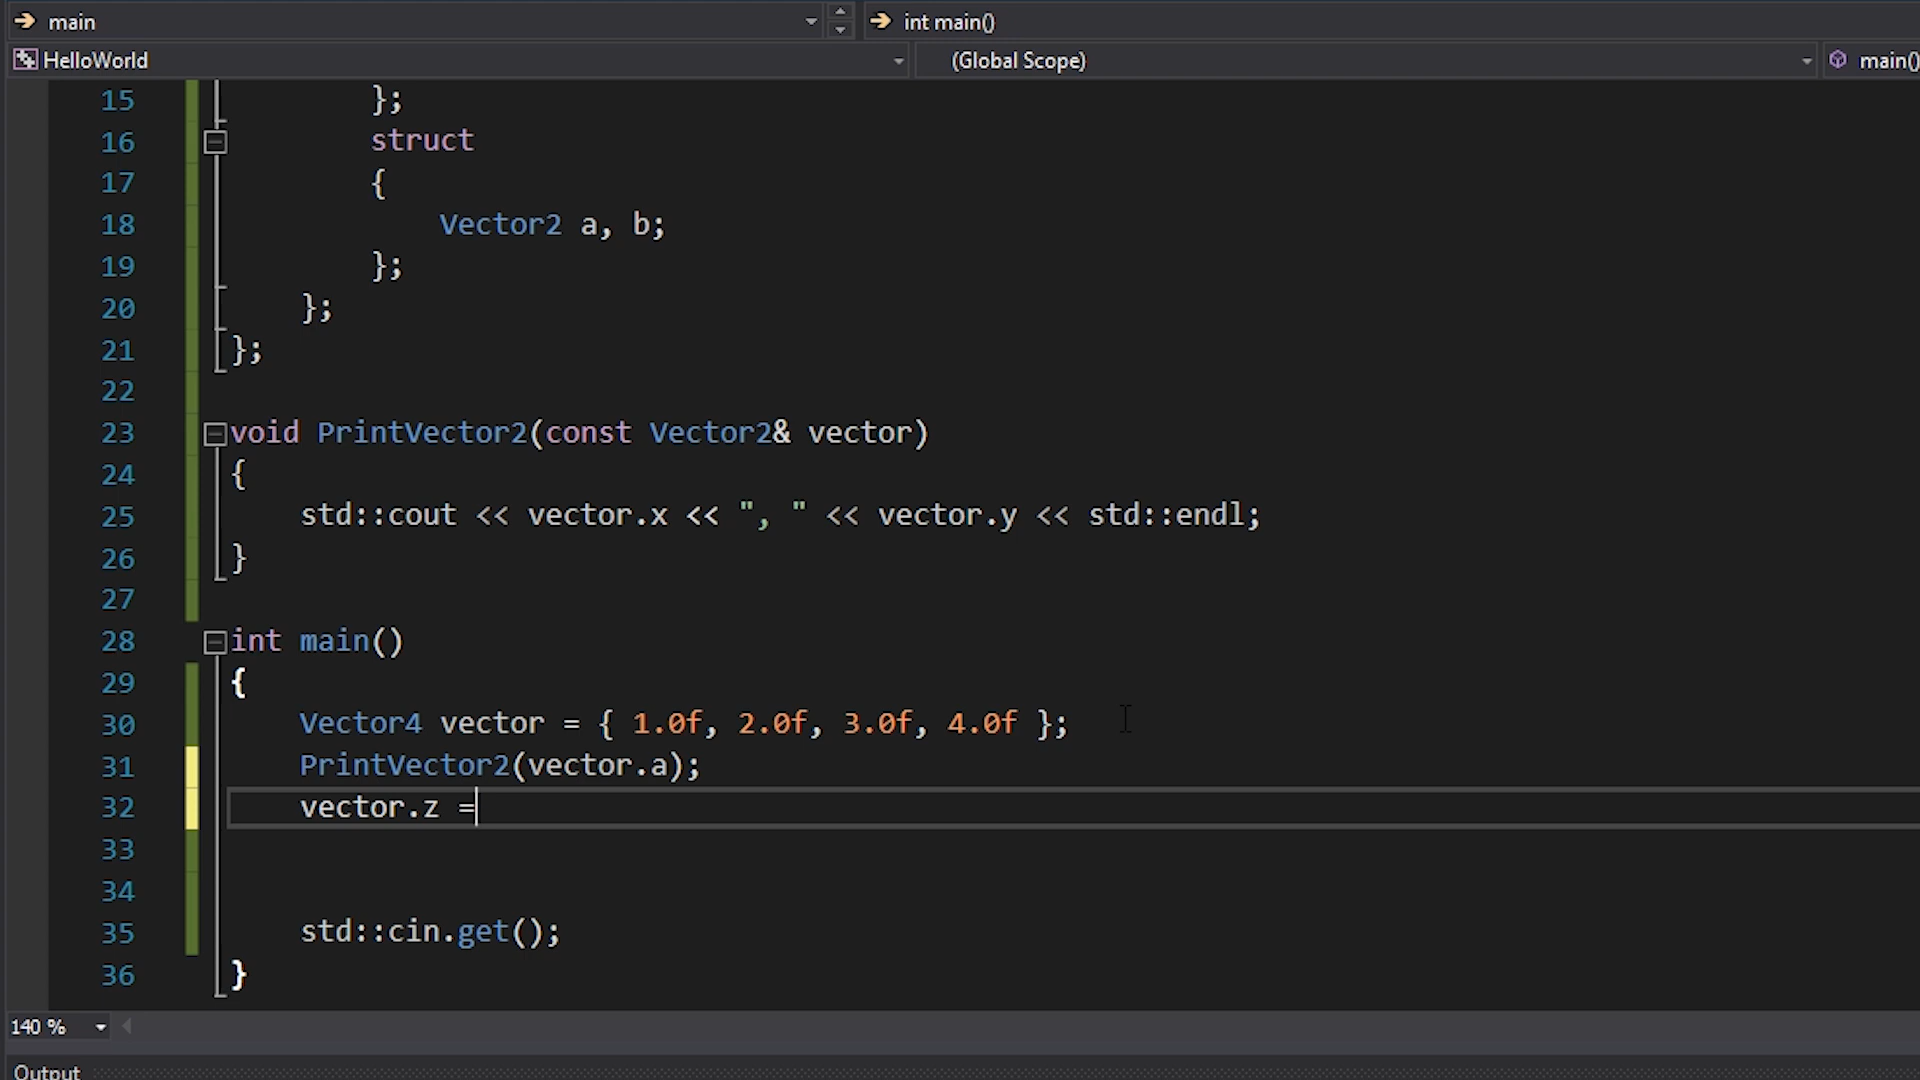 main int main()
HelloWorld (Global Scope) main()
15 };
16 struct
17 {
18 Vector2 a, b;
19 };
20 };
21 };
22
23 void PrintVector2(const Vector2& vector)
24 {
25 std::cout << vector.x << ", " << vector.y << std::endl;
26 }
27
28 int main()
29 {
30 Vector4 vector = { 1.0f, 2.0f, 3.0f, 4.0f };
31 PrintVector2(vector.a);
32 vector.z =
33
34
35 std::cin.get();
36 }
140 %
Output